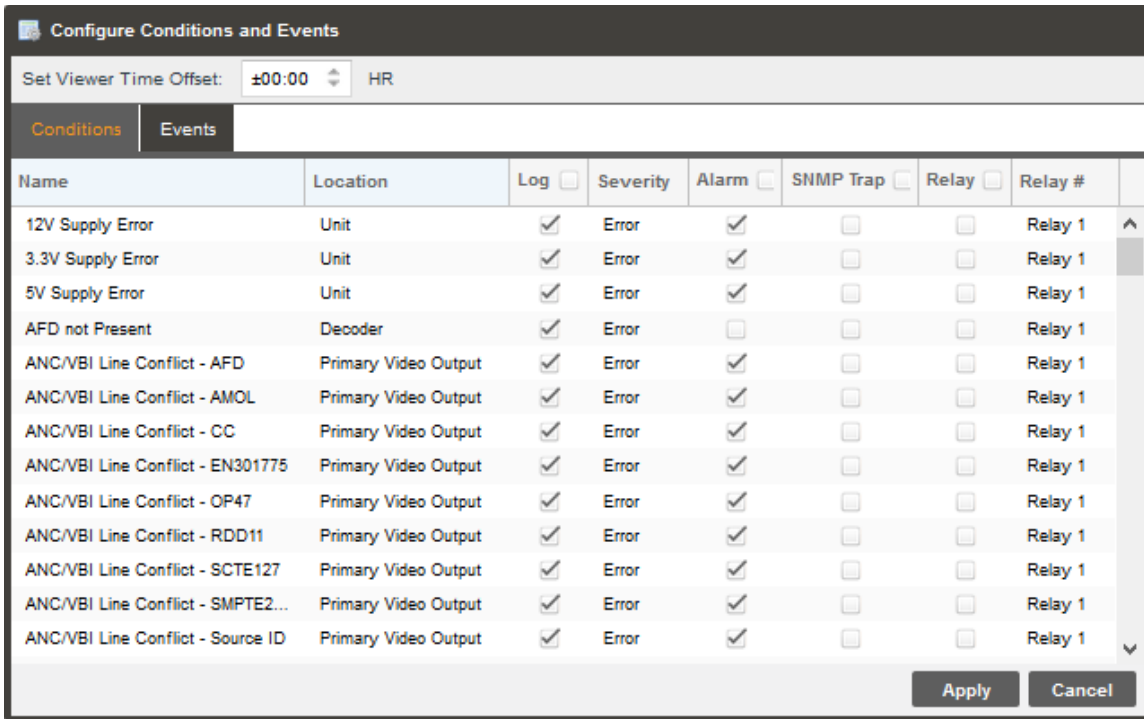 Configure Conditions and Events
Set Viewer Time Offset: ±00:00 HR
Conditions Events
Name Location Log Severity Alarm SNMP Trap Relay Relay #
12V Supply Error Unit Error Relay 1
3.3V Supply Error Unit Error Relay 1
5V Supply Error Unit Error Relay 1
AFD not Present Decoder Error Relay 1
ANC/VBI Line Conflict - AFD Primary Video Output Error Relay 1
ANC/VBI Line Conflict - AMOL Primary Video Output Error Relay 1
ANC/VBI Line Conflict - CC Primary Video Output Error Relay 1
ANC/VBI Line Conflict - EN301775 Primary Video Output Error Relay 1
ANC/VBI Line Conflict - OP47 Primary Video Output Error Relay 1
ANC/VBI Line Conflict - RDD11 Primary Video Output Error Relay 1
ANC/VBI Line Conflict - SCTE127 Primary Video Output Error Relay 1
ANC/VBI Line Conflict - SMPTE2... Primary Video Output Error Relay 1
ANC/VBI Line Conflict - Source ID Primary Video Output Error Relay 1
Apply Cancel